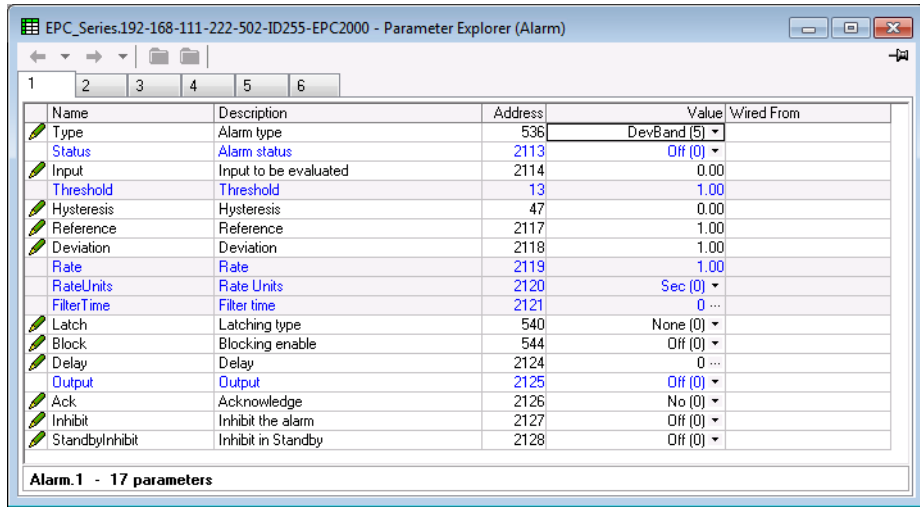 EPC_Series.192-168-111-222-502-ID255-EPC2000 - Parameter Explorer (Alarm)
1 2 3 4 5 6
Name Description Address Value Wired From
Type Alarm type 536 DevBand (5)
Status Alarm status 2113 Off (0)
Input Input to be evaluated 2114 0.00
Threshold Threshold 13 1.00
Hysteresis Hysteresis 47 0.00
Reference Reference 2117 1.00
Deviation Deviation 2118 1.00
Rate Rate 2119 1.00
RateUnits Rate Units 2120 Sec (0)
FilterTime Filter time 2121 0 ...
Latch Latching type 540 None (0)
Block Blocking enable 544 Off (0)
Delay Delay 2124 0 ...
Output Output 2125 Off (0)
Ack Acknowledge 2126 No (0)
Inhibit Inhibit the alarm 2127 Off (0)
StandbyInhibit Inhibit in Standby 2128 Off (0)
Alarm.1 - 17 parameters